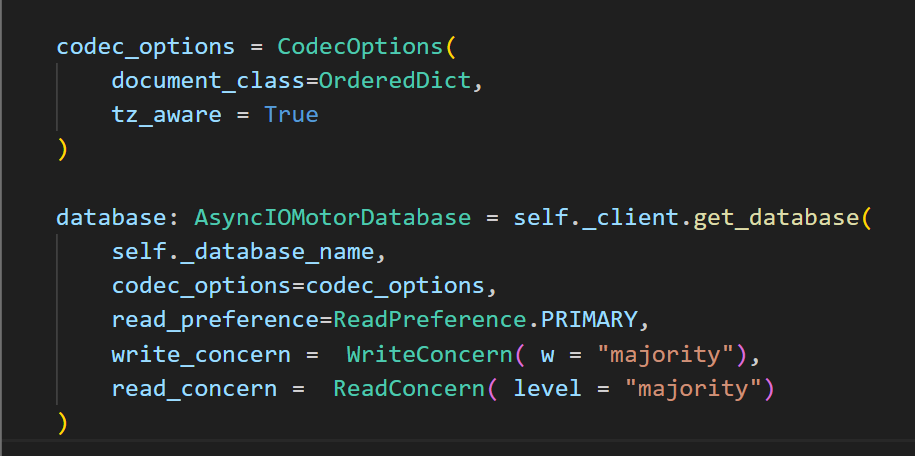 codec_options = CodecOptions(
    document_class=OrderedDict,
    tz_aware = True
)
database: AsyncIOMotorDatabase = self._client.get_database(
    self._database_name,
    codec_options=codec_options,
    read_preference=ReadPreference.PRIMARY,
    write_concern =  WriteConcern( w = "majority"),
    read_concern =  ReadConcern( level = "majority")
)